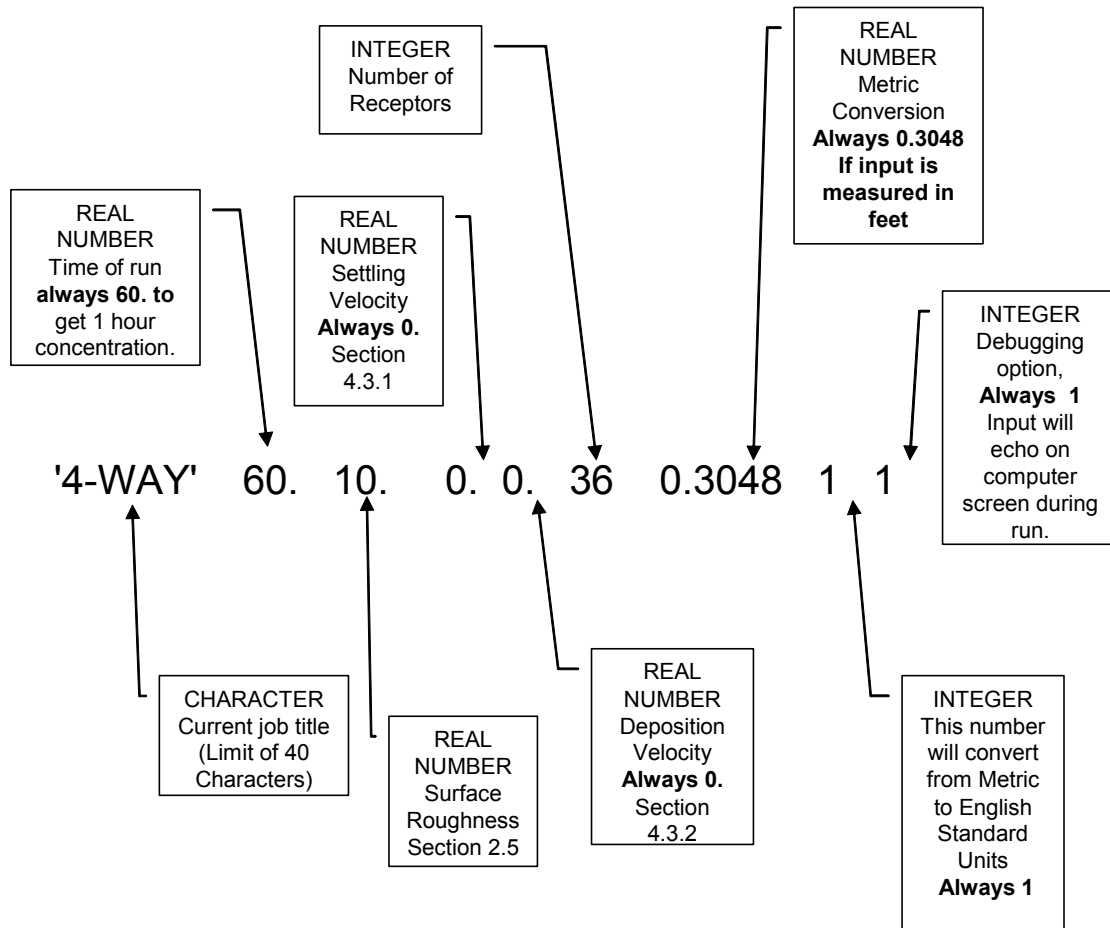 INTEGER
Number of
Receptors
REAL
NUMBER
Metric
Conversion
Always 0.3048
If input is
measured in
feet
REAL
NUMBER
Time of run
always 60. to
get 1 hour
concentration.
REAL
NUMBER
Settling
Velocity
Always 0.
Section
4.3.1
INTEGER
Debugging
option,
Always 1
Input will
echo on
computer
screen during
run.
'4-WAY' 60. 10. 0. 0. 36 0.3048 1 1
CHARACTER
Current job title
(Limit of 40
Characters)
REAL
NUMBER
Surface
Roughness
Section 2.5
REAL
NUMBER
Deposition
Velocity
Always 0.
Section
4.3.2
INTEGER
This number
will convert
from Metric
to English
Standard
Units
Always 1